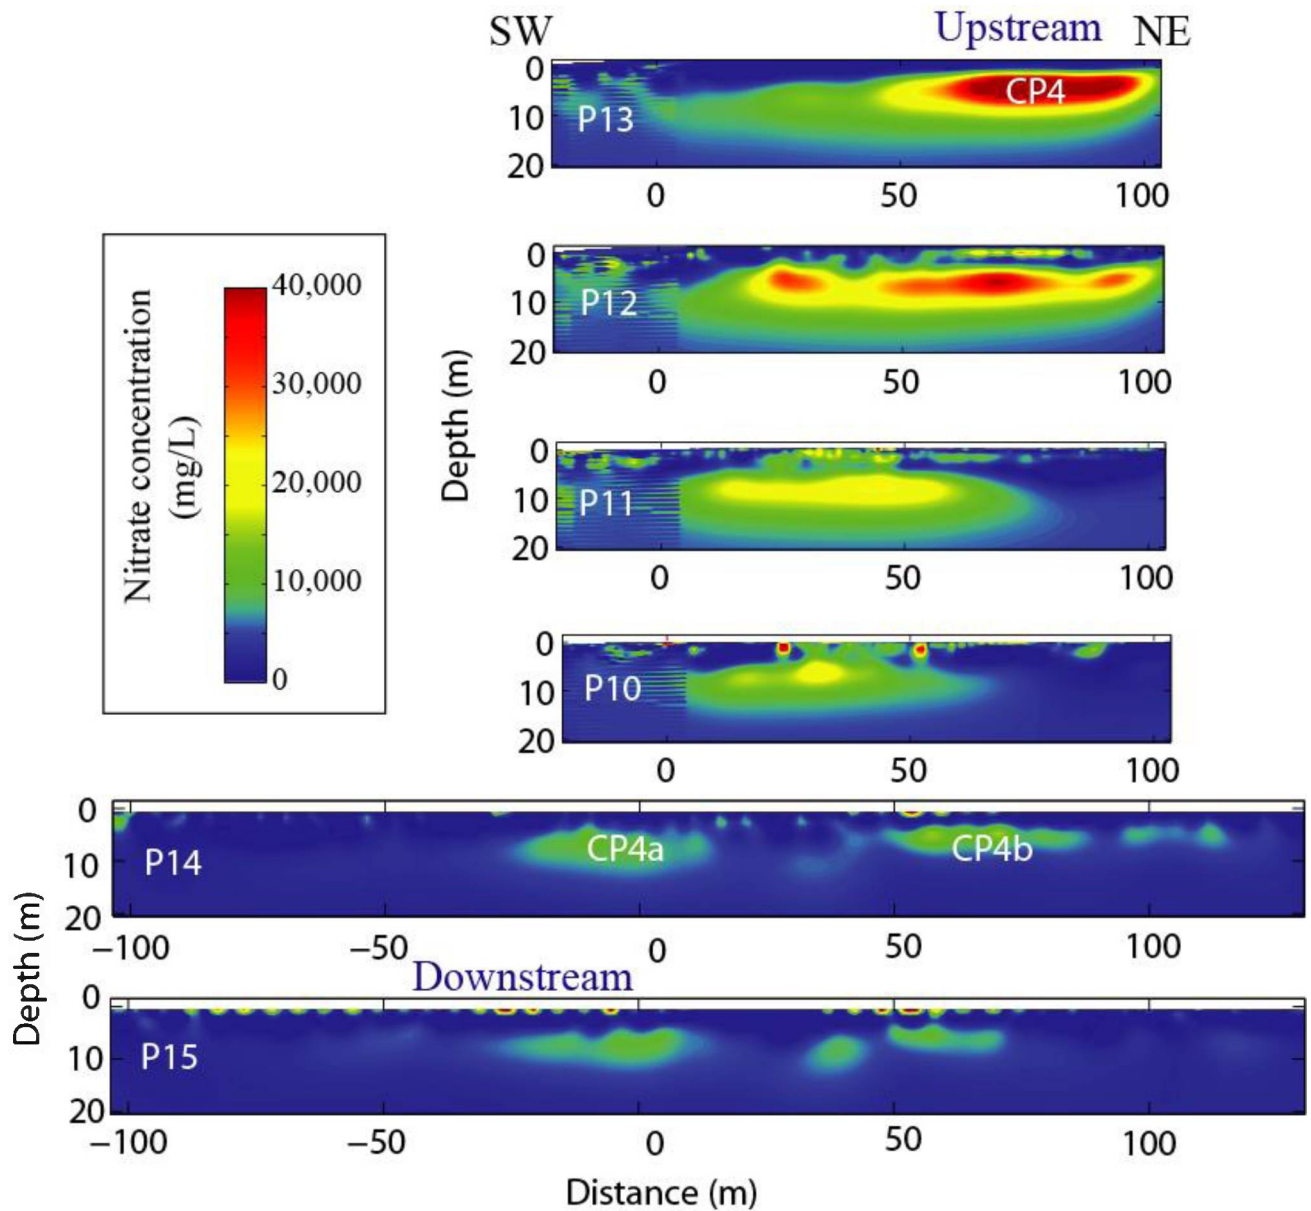 SW Upstream NE
0
10
20
P13
CP4
0 50 100
0
10
20
P12
0 50 100
0
10
20
P11
0 50 100
0
10
20
P10
0 50 100
Depth (m)
Nitrate concentration
(mg/L)
40,000
30,000
20,000
10,000
0
0
10
20
P14
CP4a
CP4b
−100 −50 0 50 100
Downstream
0
10
20
P15
−100 −50 0 50 100
Depth (m)
Distance (m)